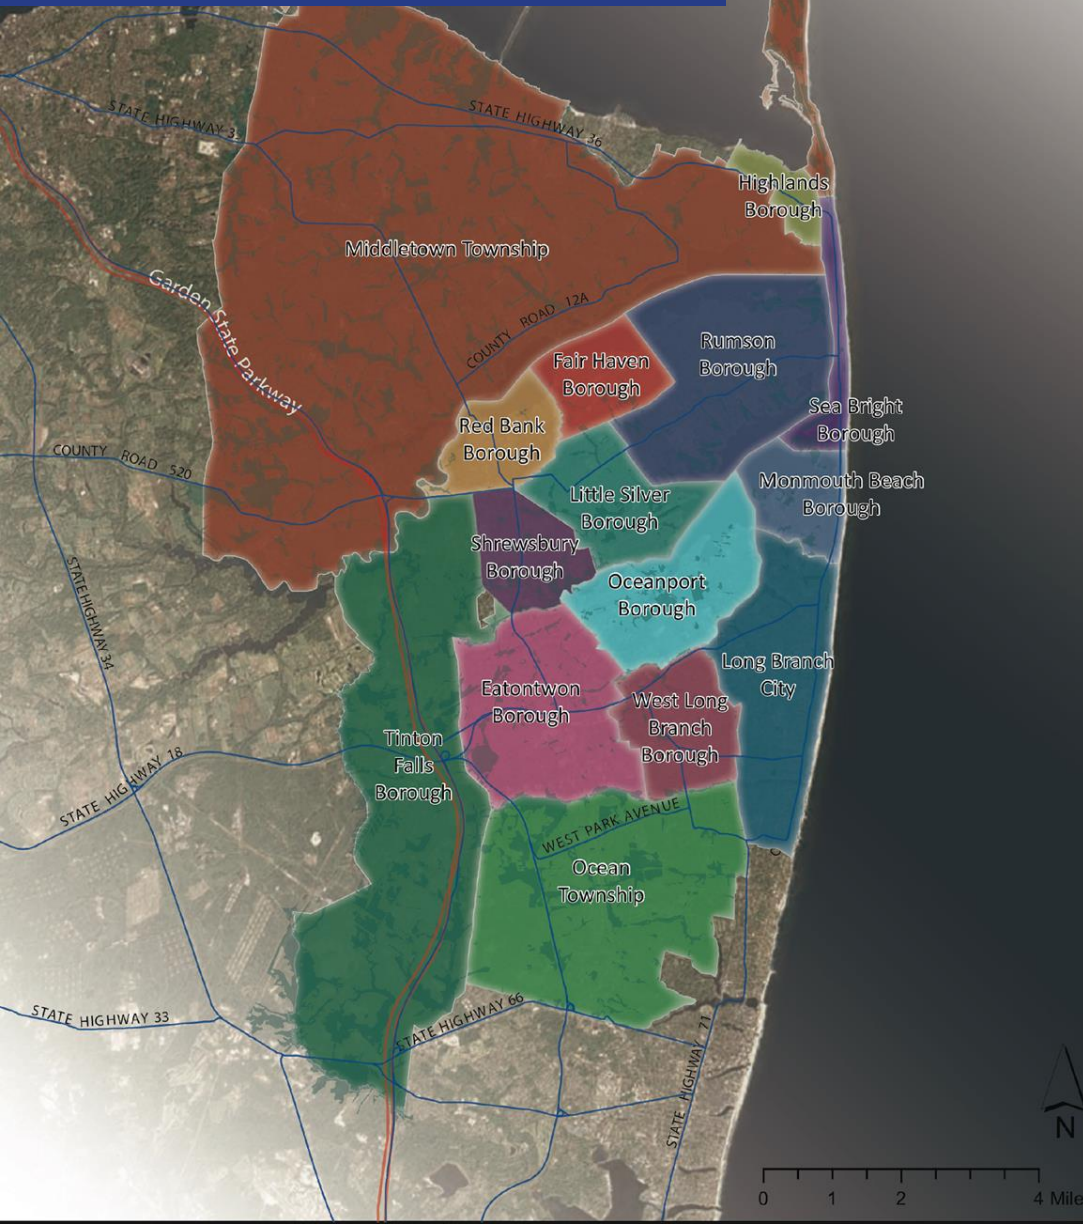 STATE HIGHWAY 3
STATE HIGHWAY 36
Highlands
Borough
Middletown Township
Garden State Parkway
COUNTY ROAD 12A
Rumson
Borough
Fair Haven
Borough
Sea Bright
Borough
Red Bank
Borough
COUNTY ROAD 520
Little Silver
Borough
Monmouth Beach
Borough
Shrewsbury
Borough
Oceanport
Borough
STATE HIGHWAY 34
Long Branch
City
Eatontwon
Borough
West Long
Branch
Borough
Tinton
Falls
Borough
STATE HIGHWAY 18
WEST PARK AVENUE
Ocean
Township
STATE HIGHWAY 33
STATE HIGHWAY 66
STATE HIGHWAY 71
N
0 1 2 4 Mile